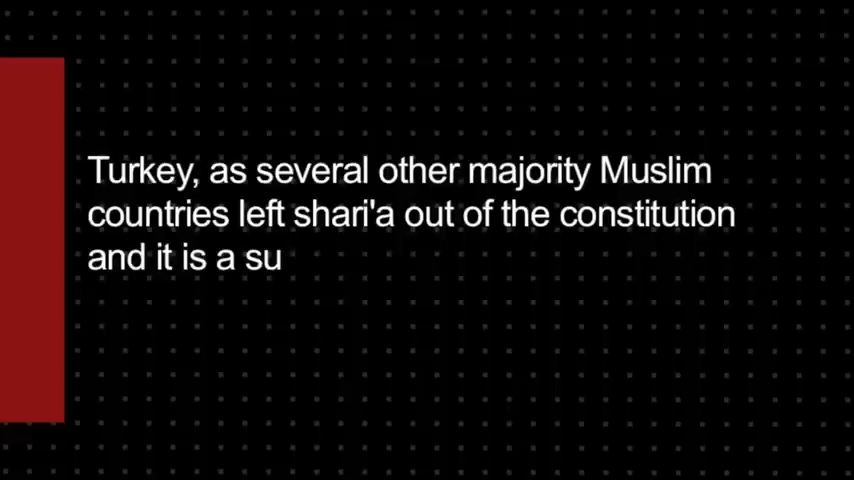 Turkey, as several other majority Muslim
countries left shari'a out of the constitution
and it is a su